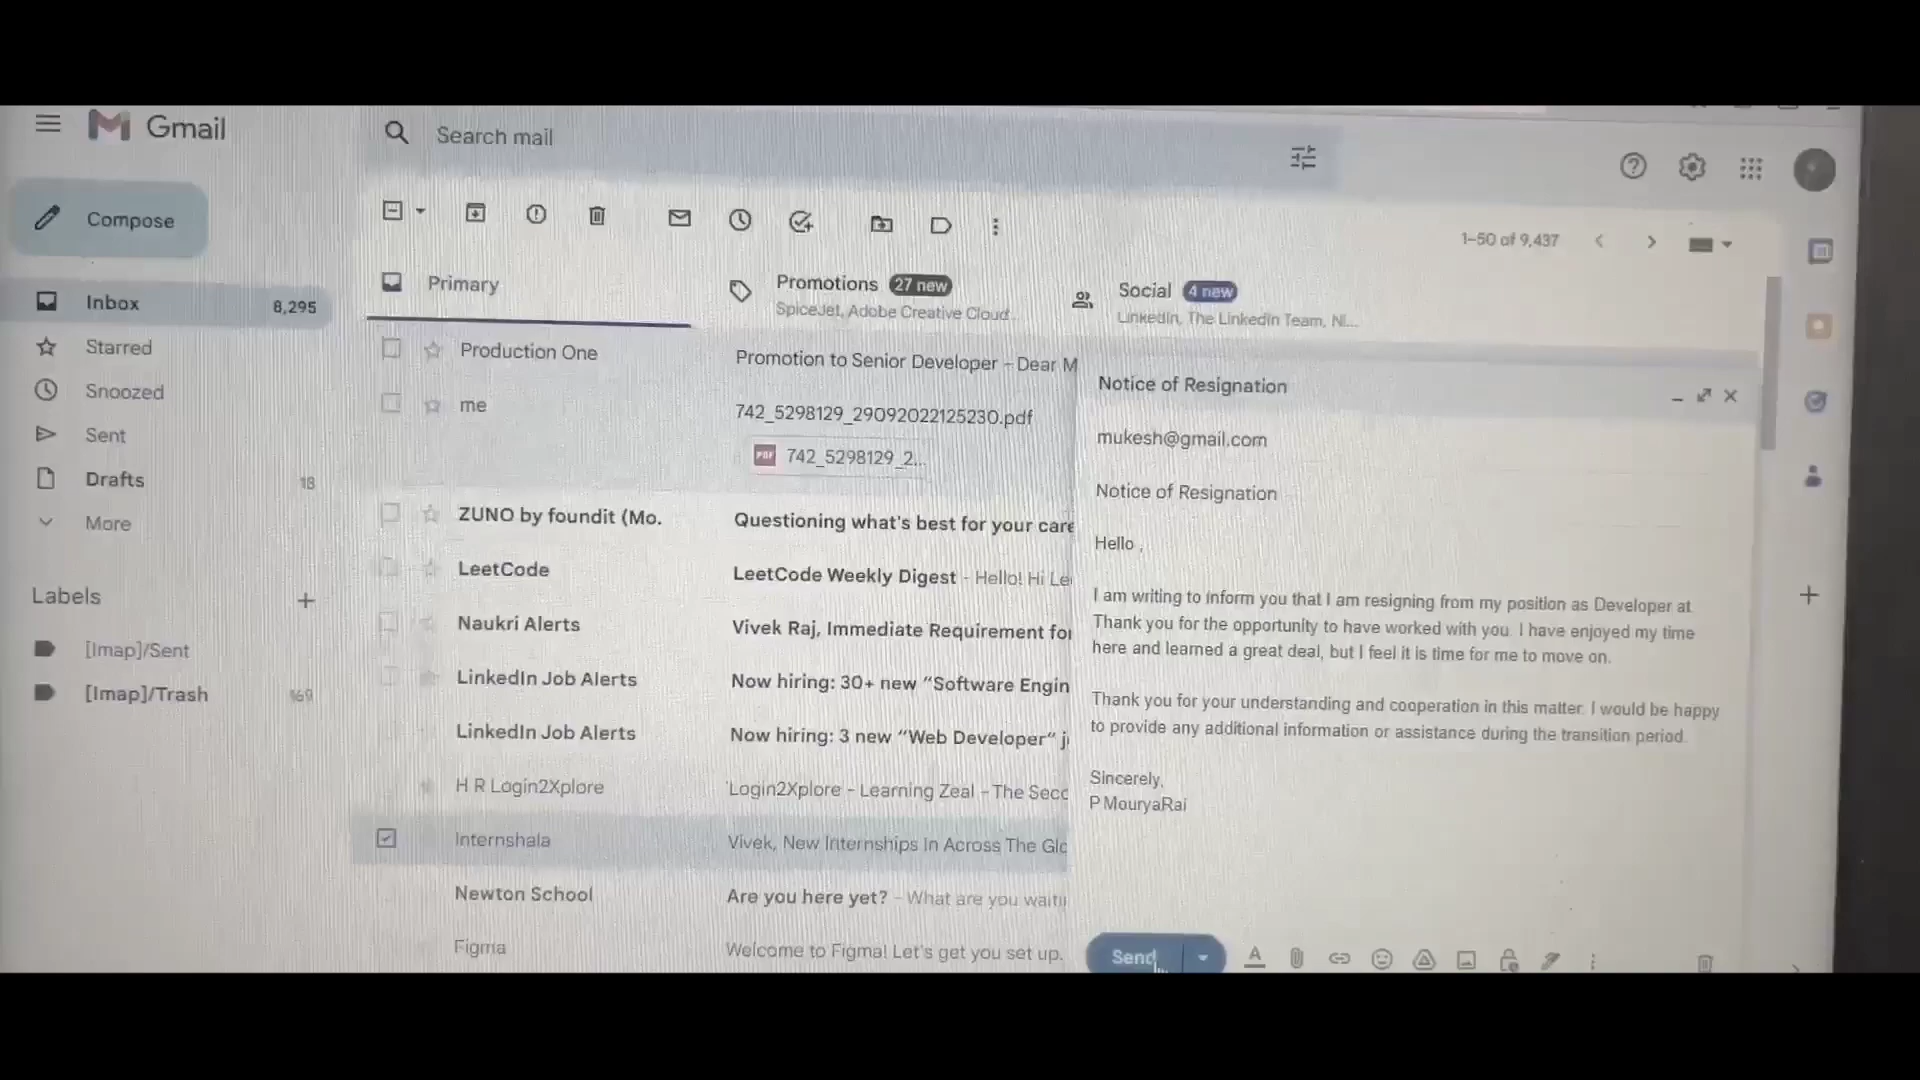 Gmail
Search mail
Compose
1–50 of 9,437
Inbox 8,295
Starred
Snoozed
Sent
Drafts 18
More
Labels
[Imap]/Sent
[Imap]/Trash 169
Primary
Promotions 27 new
SpiceJet, Adobe Creative Cloud...
Social 4 new
LinkedIn, The LinkedIn Team, Ni...
Production One Promotion to Senior Developer – Dear M
me 742_5298129_29092022125230.pdf
PDF 742_5298129_2...
ZUNO by foundit (Mo. Questioning what's best for your care
LeetCode LeetCode Weekly Digest - Hello! Hi Le
Naukri Alerts Vivek Raj, Immediate Requirement for
LinkedIn Job Alerts Now hiring: 30+ new “Software Engin
LinkedIn Job Alerts Now hiring: 3 new “Web Developer“ j
H R Login2Xplore 'Login2Xplore - Learning Zeal - The Secc
Internshala Vivek, New Internships In Across The Glo
Newton School Are you here yet? - What are you waiti
Figma Welcome to Figma! Let's get you set up.
Notice of Resignation
mukesh@gmail.com
Notice of Resignation
Hello ,
I am writing to inform you that I am resigning from my position as Developer at
Thank you for the opportunity to have worked with you. I have enjoyed my time
here and learned a great deal, but I feel it is time for me to move on.
Thank you for your understanding and cooperation in this matter. I would be happy
to provide any additional information or assistance during the transition period.
Sincerely,
P MouryaRaj
Send